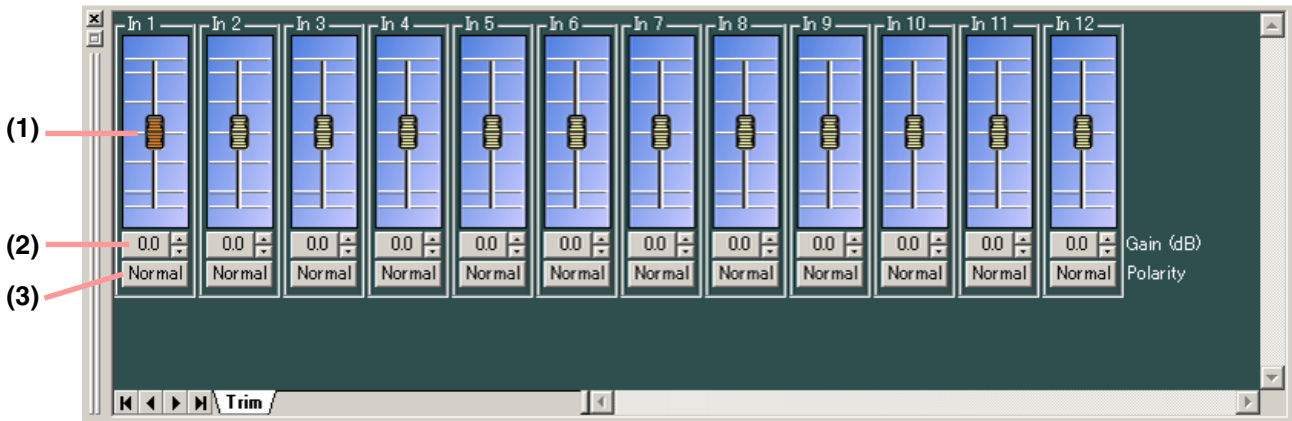 In 1 In 2 In 3 In 4 In 5 In 6 In 7 In 8 In 9 In 10 In 11 In 12
(1)
(2) 0.0 0.0 0.0 0.0 0.0 0.0 0.0 0.0 0.0 0.0 0.0 0.0 Gain (dB)
(3) Normal Normal Normal Normal Normal Normal Normal Normal Normal Normal Normal Normal Polarity
Trim